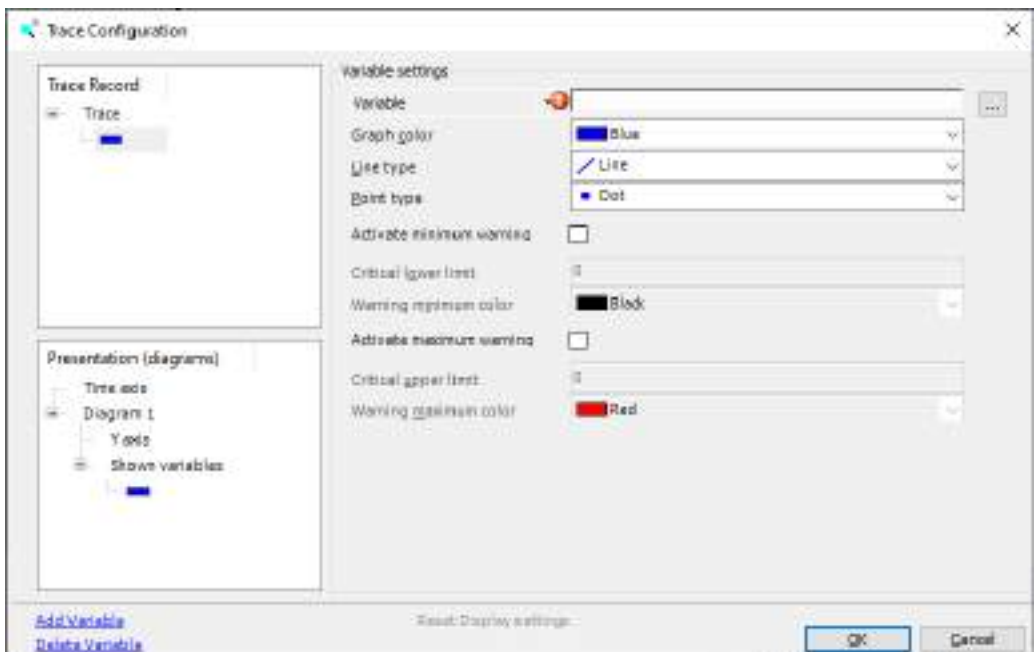 Trace Configuration
Trace Record
Trace
Presentation (diagrams)
Time axis
Diagram 1
Y axis
Shown variables
Add Variable
Delete Variable
Variable settings
Variable
...
Graph color
Blue
Line type
Line
Point type
Dot
Activate minimum warning
Critical lower limit
0
Warning minimum color
Black
Activate maximum warning
Critical upper limit
0
Warning maximum color
Red
Reset Display settings
OK
Cancel